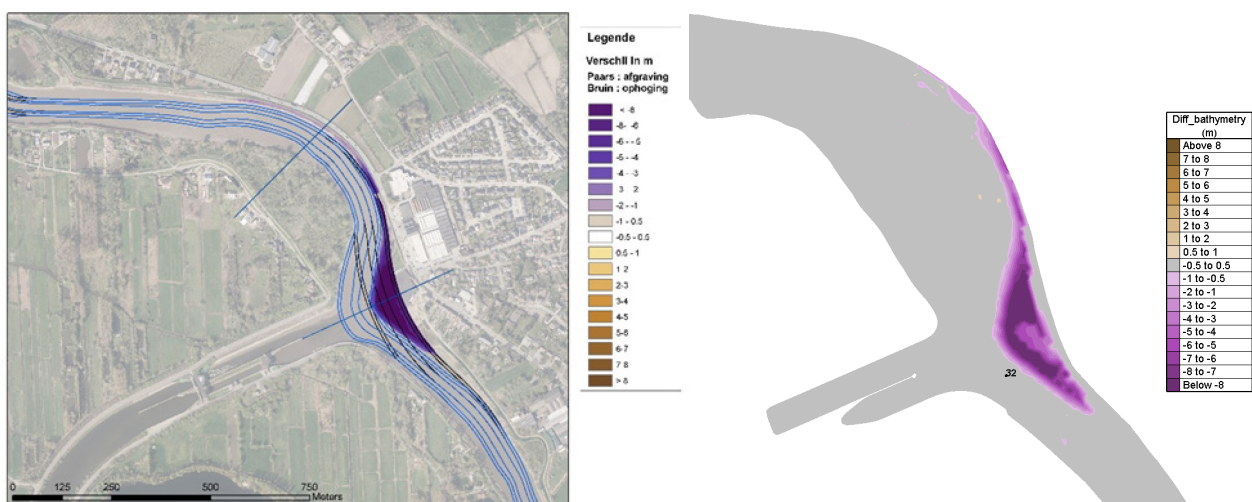 Legende
Verschil in m
Paars : afgraving
Bruin : ophoging
< -8
-8- -6
-6 - -5
-5 - -4
-4 - -3
3 2
-2 - -1
-1 - 0.5
-0.5 - 0.5
0.5 - 1
1 2
2-3
3-4
4-5
5-6
6-7
7 8
> 8
0 125 250 500 750
Meters
32
Diff_bathymetry
(m)
Above 8
7 to 8
6 to 7
5 to 6
4 to 5
3 to 4
2 to 3
1 to 2
0.5 to 1
-0.5 to 0.5
-1 to -0.5
-2 to -1
-3 to -2
-4 to -3
-5 to -4
-6 to -5
-7 to -6
-8 to -7
Below -8